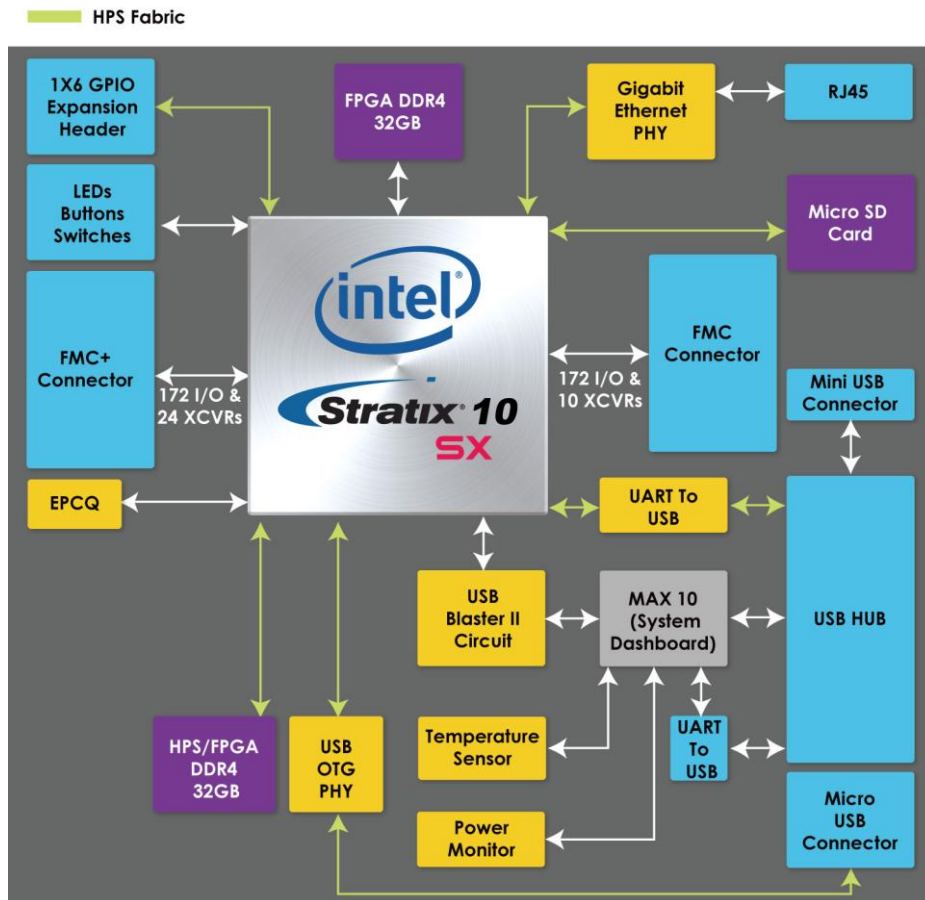 HPS Fabric
1X6 GPIO
Expansion
Header
FPGA DDR4
32GB
Gigabit
Ethernet
PHY
RJ45
LEDs
Buttons
Switches
Micro SD
Card
intel®
Stratix® 10
SX
FMC+
Connector
172 I/O &
24 XCVRs
172 I/O &
10 XCVRs
FMC
Connector
Mini USB
Connector
EPCQ
UART To
USB
USB
Blaster II
Circuit
MAX 10
(System
Dashboard)
USB HUB
HPS/FPGA
DDR4
32GB
USB
OTG
PHY
Temperature
Sensor
UART
To
USB
Power
Monitor
Micro
USB
Connector